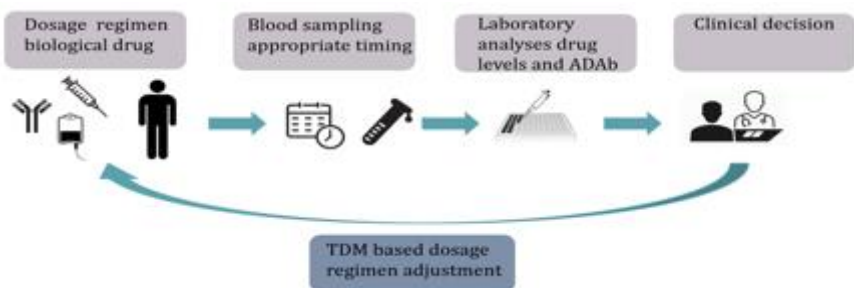 Dosage regimen
biological drug
Blood sampling
appropriate timing
Laboratory
analyses drug
levels and ADAb
Clinical decision
TDM based dosage
regimen adjustment